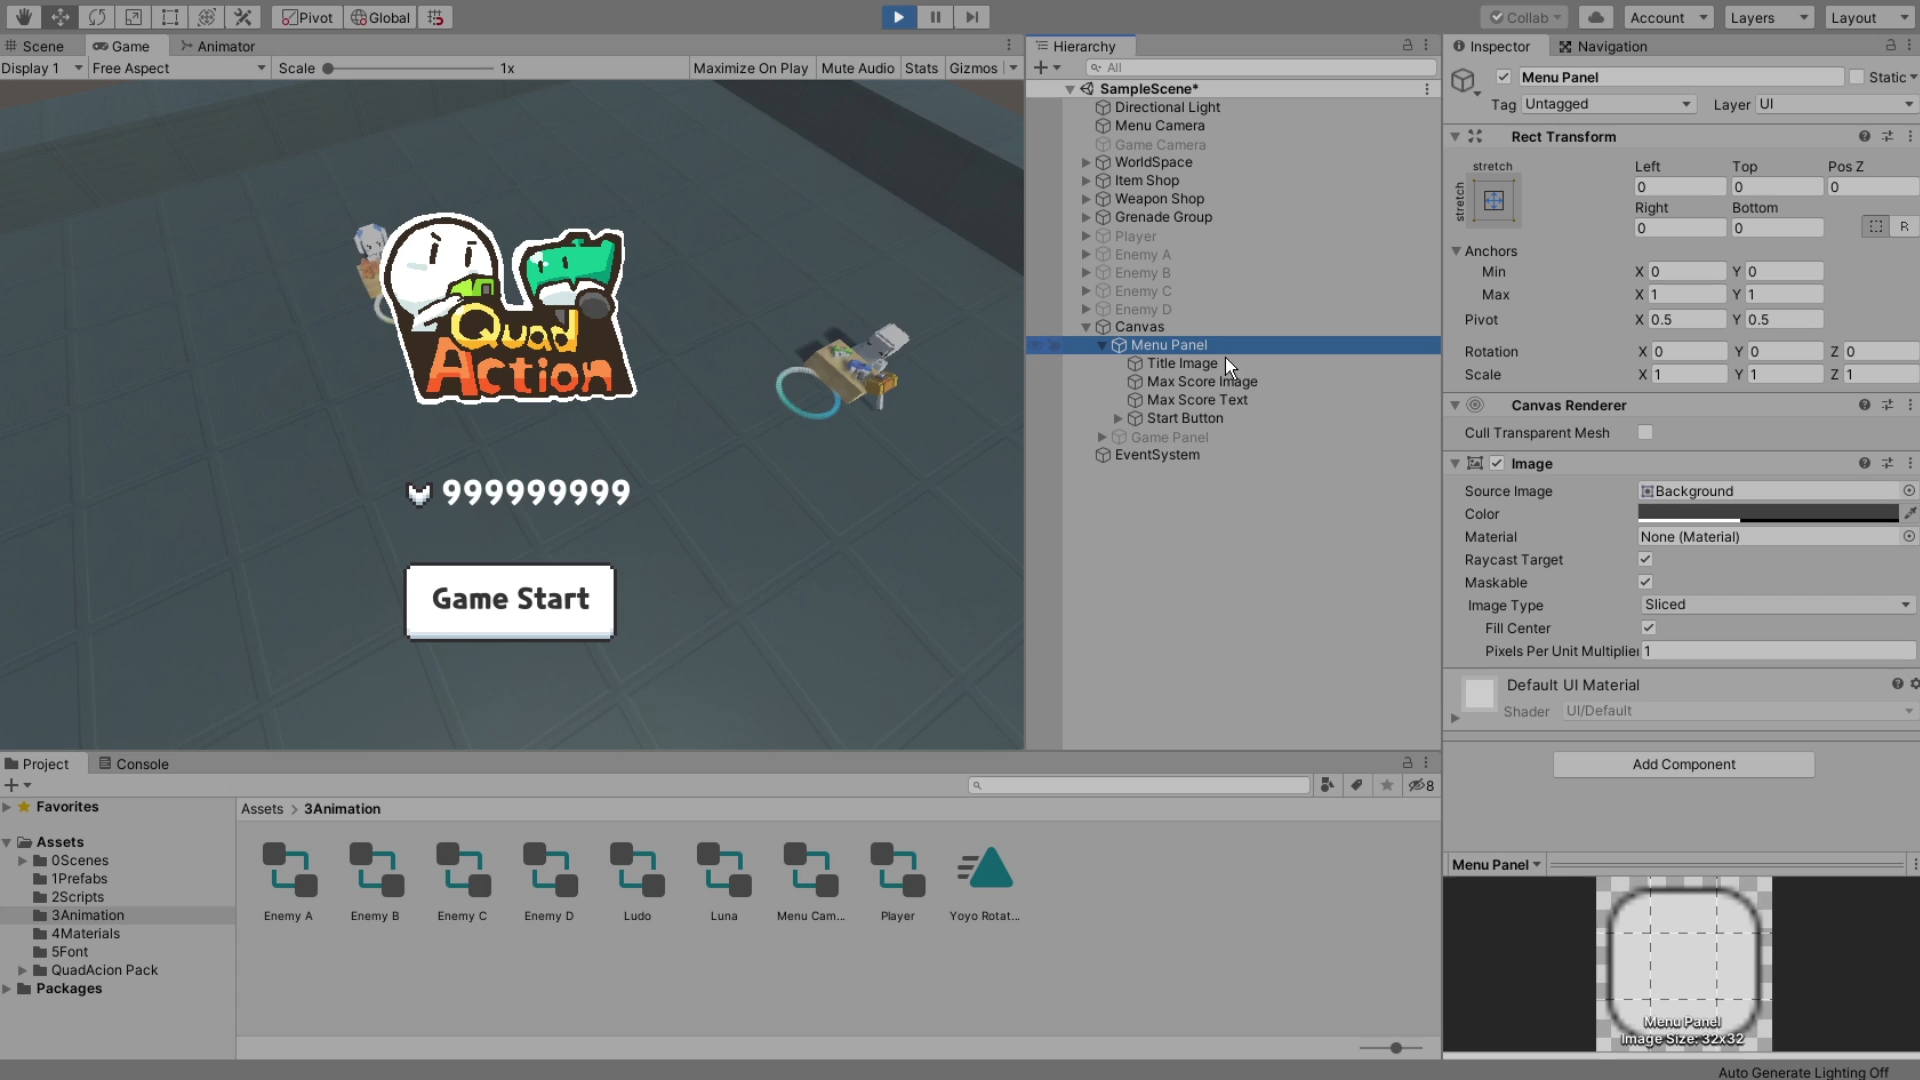 Pivot Global Collab Account Layers Layout
Scene Game Animator
Display 1 Free Aspect Scale 1x Maximize On Play Mute Audio Stats Gizmos
Quad
Action
999999999
Game Start
Hierarchy
All
SampleScene*
Directional Light
Menu Camera
Game Camera
WorldSpace
Item Shop
Weapon Shop
Grenade Group
Player
Enemy A
Enemy B
Enemy C
Enemy D
Canvas
Menu Panel
Title Image
Max Score Image
Max Score Text
Start Button
Game Panel
EventSystem
Inspector Navigation
Menu Panel Static
Tag Untagged Layer UI
Rect Transform
stretch Left Top Pos Z
stretch
0 0 0
Right Bottom
0 0 R
Anchors
Min X 0 Y 0
Max X 1 Y 1
Pivot X 0.5 Y 0.5
Rotation X 0 Y 0 Z 0
Scale X 1 Y 1 Z 1
Canvas Renderer
Cull Transparent Mesh
Image
Source Image Background
Color
Material None (Material)
Raycast Target
Maskable
Image Type Sliced
Fill Center
Pixels Per Unit Multiplier 1
Default UI Material
Shader UI/Default
Add Component
Menu Panel
Menu Panel
Image Size: 32x32
Project Console
8
Favorites
Assets
0Scenes
1Prefabs
2Scripts
3Animation
4Materials
5Font
QuadAcion Pack
Packages
Assets > 3Animation
Enemy A Enemy B Enemy C Enemy D Ludo Luna Menu Cam... Player Yoyo Rotat...
Auto Generate Lighting Off